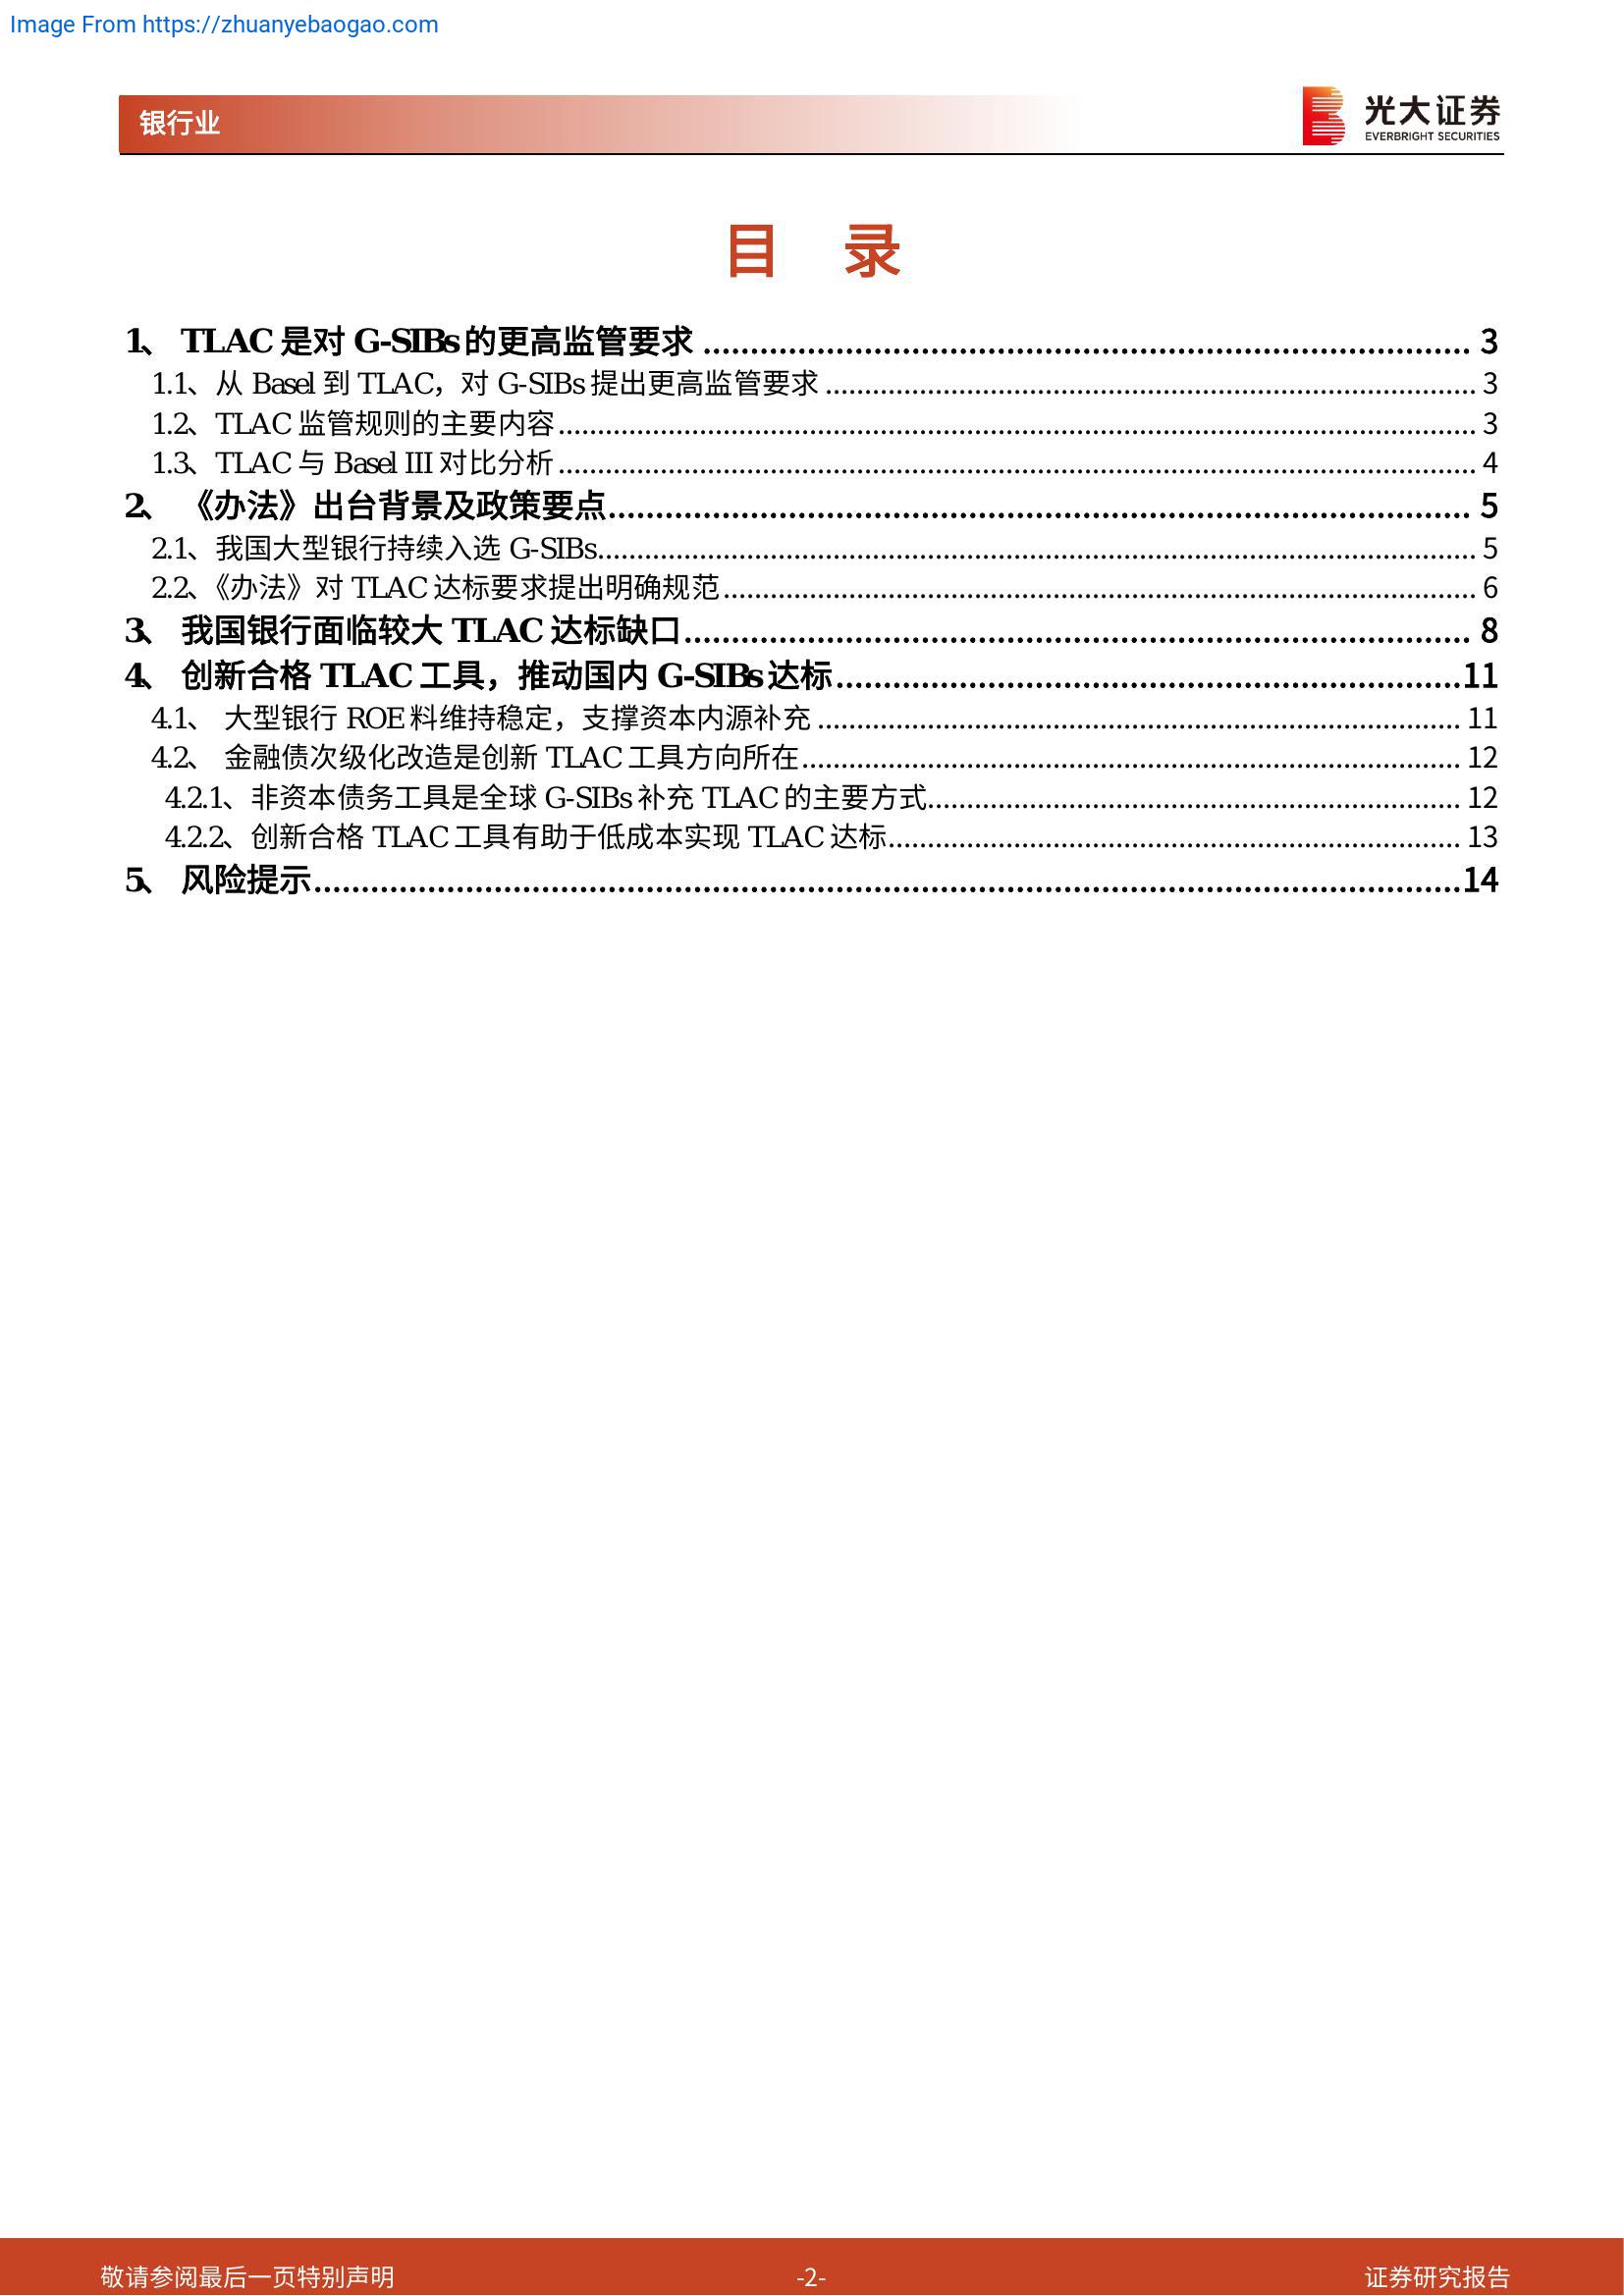 Image From https://zhuanyebaogao.com
银行业
光大证券
EVERBRIGHT SECURITIES
目 录
1、 TLAC 是对 G-SIBs 的更高监管要求 ........ 3
1.1、从 Basel 到 TLAC，对 G-SIBs 提出更高监管要求 ........ 3
1.2、TLAC 监管规则的主要内容 ........ 3
1.3、TLAC 与 Basel III 对比分析 ........ 4
2、 《办法》出台背景及政策要点 ........ 5
2.1、我国大型银行持续入选 G-SIBs ........ 5
2.2、《办法》对 TLAC 达标要求提出明确规范 ........ 6
3、 我国银行面临较大 TLAC 达标缺口 ........ 8
4、 创新合格 TLAC 工具，推动国内 G-SIBs 达标 ........ 11
4.1、 大型银行 ROE 料维持稳定，支撑资本内源补充 ........ 11
4.2、 金融债次级化改造是创新 TLAC 工具方向所在 ........ 12
4.2.1、非资本债务工具是全球 G-SIBs 补充 TLAC 的主要方式 ........ 12
4.2.2、创新合格 TLAC 工具有助于低成本实现 TLAC 达标 ........ 13
5、 风险提示 ........ 14
敬请参阅最后一页特别声明 -2- 证券研究报告